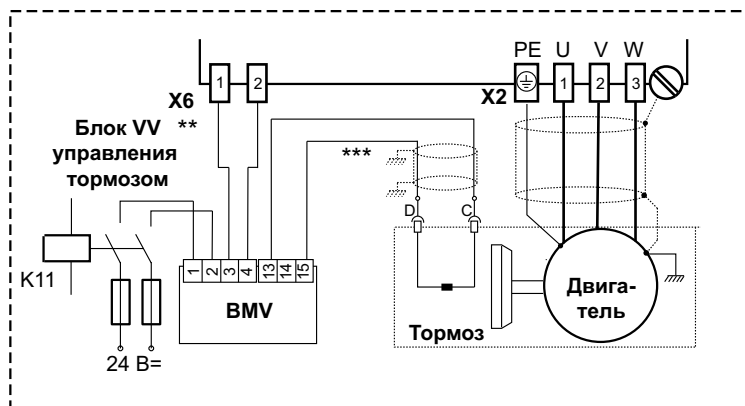 PE U V W
1 2 1 2 3
X6 X2
**
Блок VV
управления
тормозом
***
D C
K11
1 2 3 4 13 14 15
BMV
Двига-
тель
Тормоз
24 В=